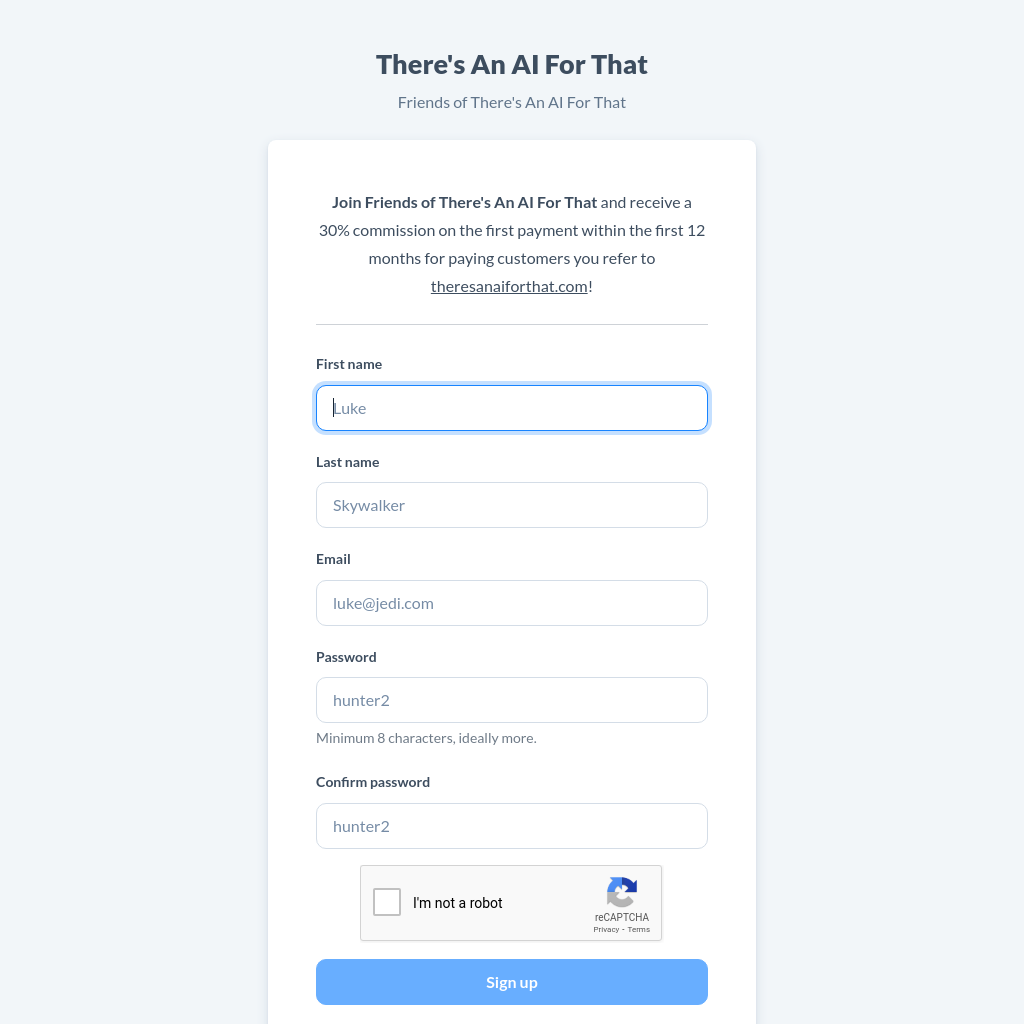 There's An AI For That
Friends of There's An AI For That
Join Friends of There's An AI For That and receive a
30% commission on the first payment within the first 12
months for paying customers you refer to
theresanaiforthat.com!
First name
Luke
Last name
Skywalker
Email
luke@jedi.com
Password
hunter2
Minimum 8 characters, ideally more.
Confirm password
hunter2
I'm not a robot
reCAPTCHA
Privacy - Terms
Sign up